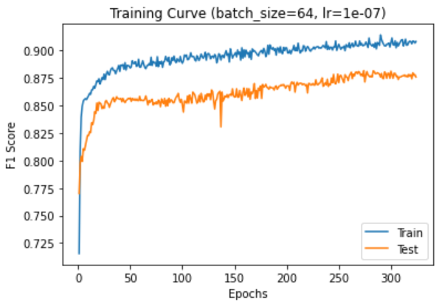 Training Curve (batch_size=64, lr=1e-07)
0.900
0.875
0.850
0.825
0.800
0.775
0.750
0.725
F1 Score
0 50 100 150 200 250 300
Epochs
Train
Test